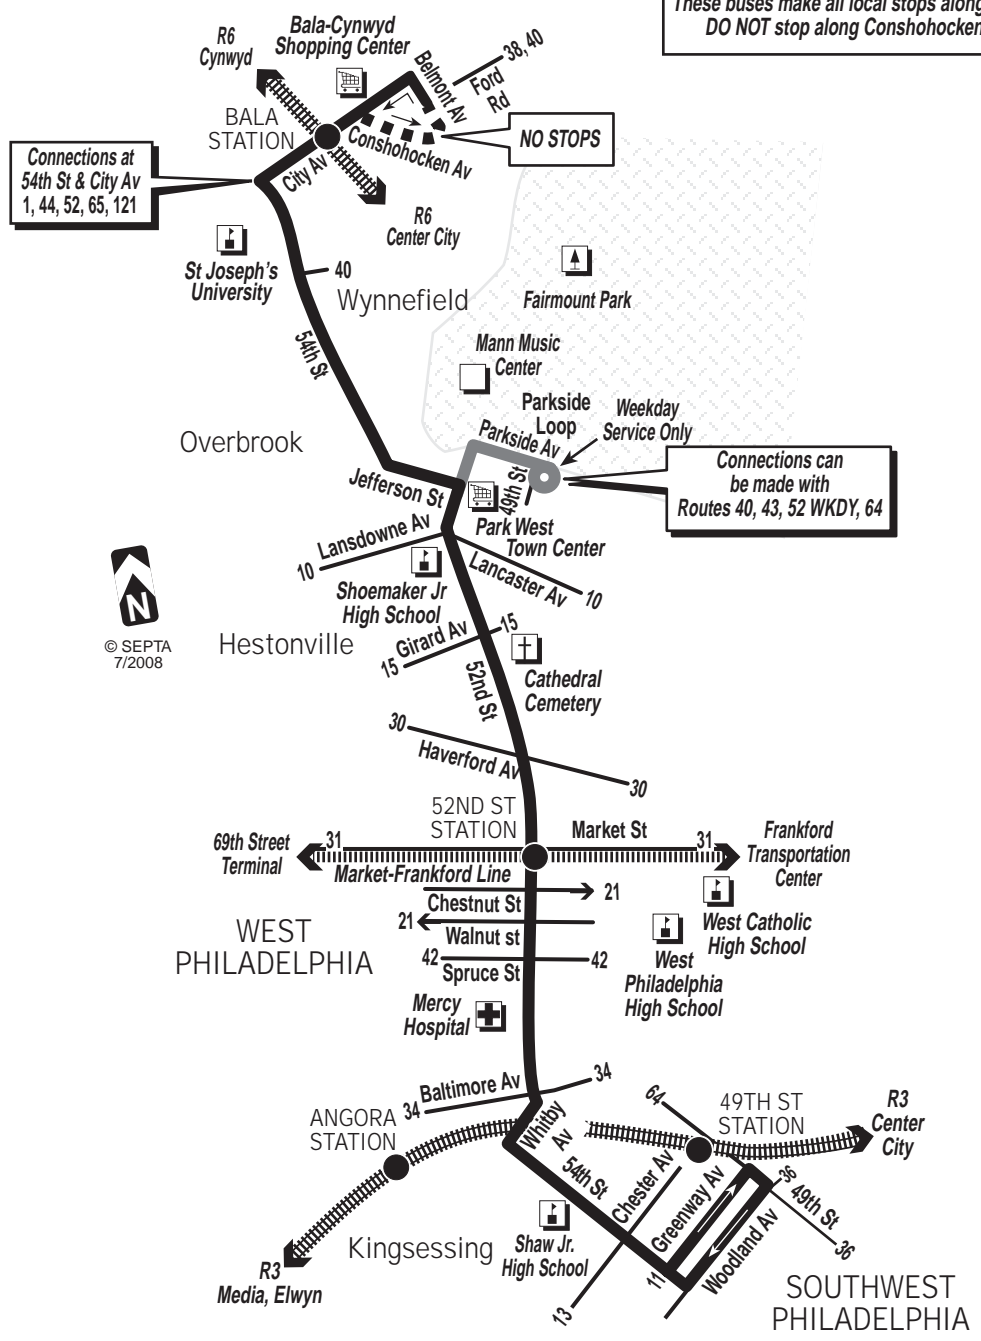 These buses make all local stops along
DO NOT stop along Conshohocken
Bala-Cynwyd
Shopping Center
R6
Cynwyd
38, 40
Belmont Av
Ford
Rd
BALA
STATION
Conshohocken Av
NO STOPS
City Av
Connections at
54th St & City Av
1, 44, 52, 65, 121
R6
Center City
St Joseph's
University
40
Wynnefield
Fairmount Park
54th St
Mann Music
Center
Parkside
Loop
Weekday
Service Only
Parkside Av
Overbrook
Jefferson St
49th St
Connections can
be made with
Routes 40, 43, 52 WKDY, 64
Park West
Town Center
Lansdowne Av
10
Lancaster Av
10
Shoemaker Jr
High School
N
© SEPTA
7/2008
Hestonville
15
Girard Av
15
52nd St
Cathedral
Cemetery
30
Haverford Av
30
52ND ST
STATION
Market St
69th Street
Terminal
31
31
Frankford
Transportation
Center
Market-Frankford Line
21
Chestnut St
21
Walnut st
42
42
Spruce St
WEST
PHILADELPHIA
West Catholic
High School
West
Philadelphia
High School
Mercy
Hospital
Baltimore Av
34
34
ANGORA
STATION
Whitby
Av
64
49TH ST
STATION
R3
Center
City
54th St
Chester Av
Greenway Av
36
49th St
36
Woodland Av
11
13
Kingsessing
Shaw Jr.
High School
R3
Media, Elwyn
SOUTHWEST
PHILADELPHIA